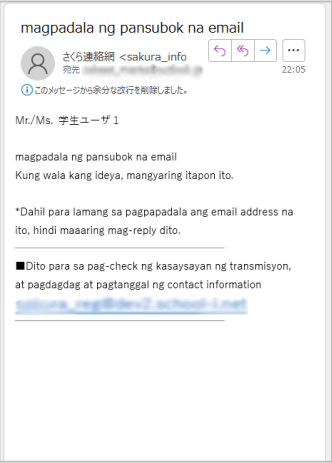 magpadala ng pansubok na email
さくら連絡網 <sakura_info
宛先
22:05
このメッセージから余分な改行を削除しました。
Mr./Ms. 学生ユーザ1
magpadala ng pansubok na email
Kung wala kang ideya, mangyaring itapon ito.
*Dahil para lamang sa pagpapadala ang email address na
ito, hindi maaaring mag-reply dito.
■Dito para sa pag-check ng kasaysayan ng transmisyon,
at pagdagdag at pagtanggal ng contact information